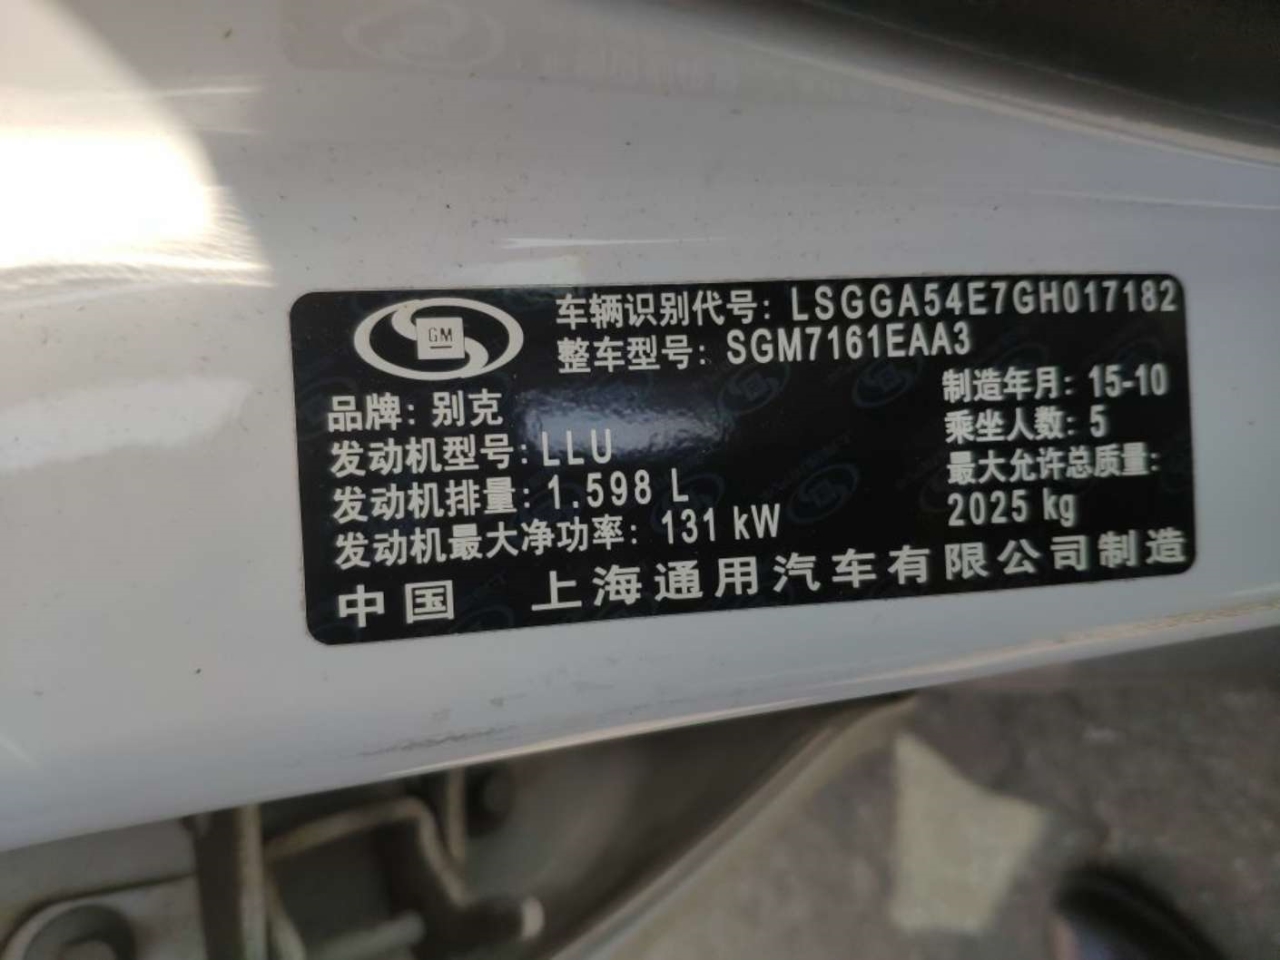 GM
车辆识别代号: LSGGA54E7GH017182
整车型号: SGM7161EAA3
品牌: 别克
制造年月: 15-10
发动机型号: LLU
乘坐人数: 5
发动机排量: 1.598 L
最大允许总质量:
2025 kg
发动机最大净功率: 131 kW
中国 上海通用汽车有限公司制造